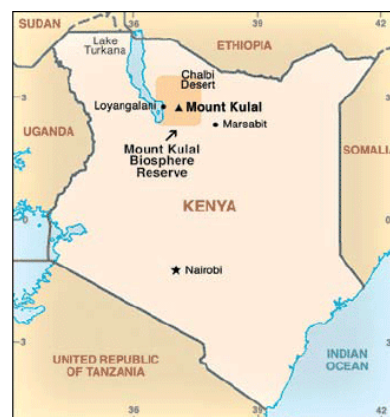 36
39
42
SUDAN
Lake
Turkana
ETHIOPIA
Chalbi
Desert
3
Loyangalani
Mount Kulal
3
Marsabit
UGANDA
Mount Kulal
Biosphere
Reserve
SOMALIA
KENYA
0
0
Nairobi
3
3
UNITED REPUBLIC
OF TANZANIA
INDIAN
OCEAN
36
39
42